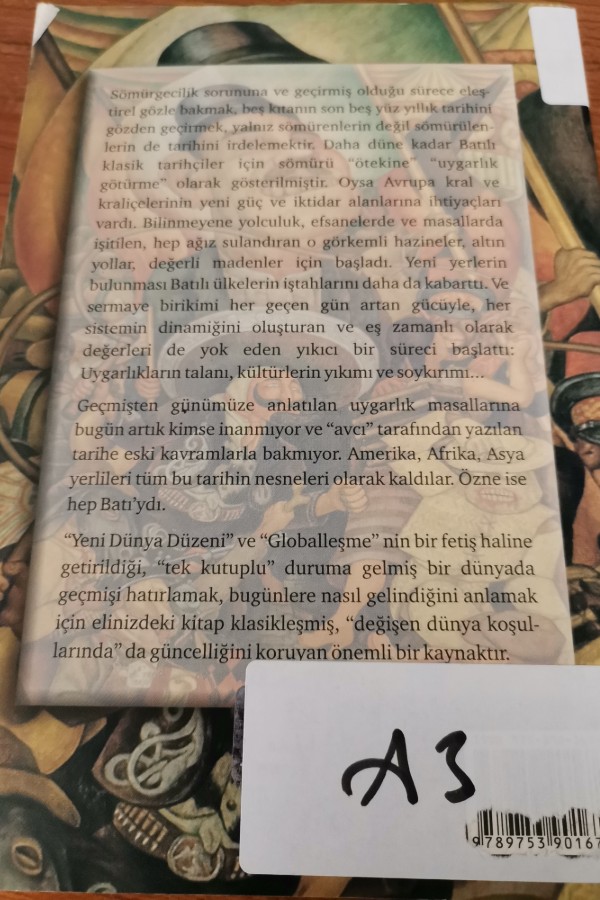 Sömürgecilik sorununa ve geçirmiş olduğu sürece eleş-
tirel gözle bakmak, beş kıtanın son beş yüz yıllık tarihini
gözden geçirmek, yalnız sömürenlerin değil sömürülen-
lerin de tarihini irdelemektir. Daha düne kadar Batılı
klasik tarihçiler için sömürü “ötekine” “uygarlık
götürme” olarak gösterilmiştir. Oysa Avrupa kral ve
kraliçelerinin yeni güç ve iktidar alanlarına ihtiyaçları
vardı. Bilinmeyene yolculuk, efsanelerde ve masallarda
işitilen, hep ağız sulandıran o görkemli hazineler, altın
yollar, değerli madenler için başladı. Yeni yerlerin
bulunması Batılı ülkelerin iştahlarını daha da kabarttı. Ve
sermaye birikimi her geçen gün artan gücüyle, her
sistemin dinamiğini oluşturan ve eş zamanlı olarak
değerleri de yok eden yıkıcı bir süreci başlattı:
Uygarlıkların talanı, kültürlerin yıkımı ve soykırımı...
Geçmişten günümüze anlatılan uygarlık masallarına
bugün artık kimse inanmıyor ve “avcı” tarafından yazılan
tarihe eski kavramlarla bakmıyor. Amerika, Afrika, Asya
yerlileri tüm bu tarihin nesneleri olarak kaldılar. Özne ise
hep Batı’ydı.
“Yeni Dünya Düzeni” ve “Globalleşme” nin bir fetiş haline
getirildiği, “tek kutuplu” duruma gelmiş bir dünyada
geçmişi hatırlamak, bugünlere nasıl gelindiğini anlamak
için elinizdeki kitap klasikleşmiş, “değişen dünya koşul-
larında” da güncelliğini koruyan önemli bir kaynaktır.
A3
978975390167